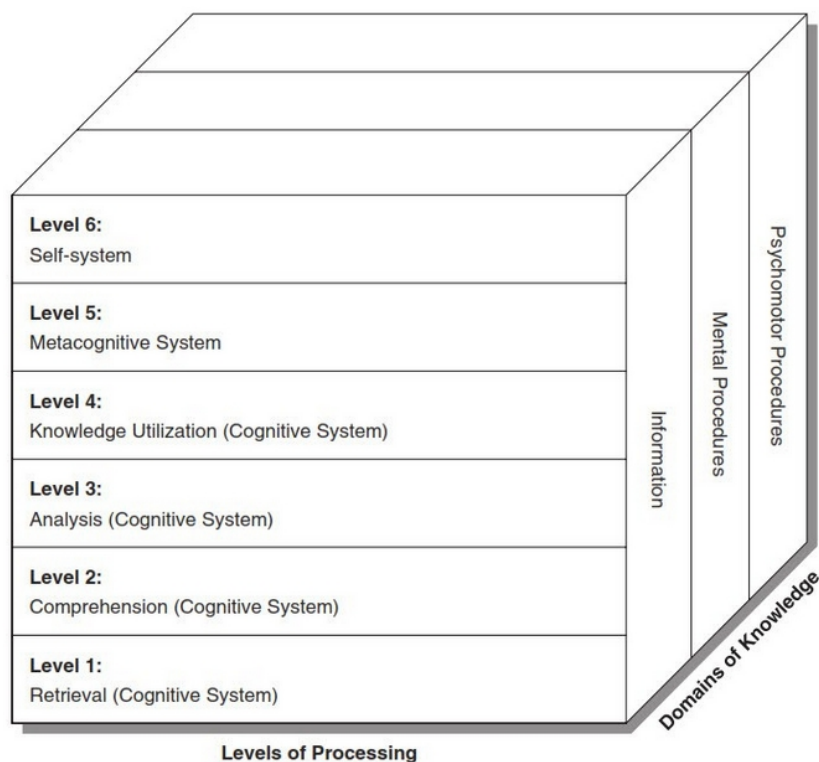 Level 6:
Self-system
Level 5:
Metacognitive System
Level 4:
Knowledge Utilization (Cognitive System)
Level 3:
Analysis (Cognitive System)
Level 2:
Comprehension (Cognitive System)
Level 1:
Retrieval (Cognitive System)
Information
Mental Procedures
Psychomotor Procedures
Levels of Processing
Domains of Knowledge